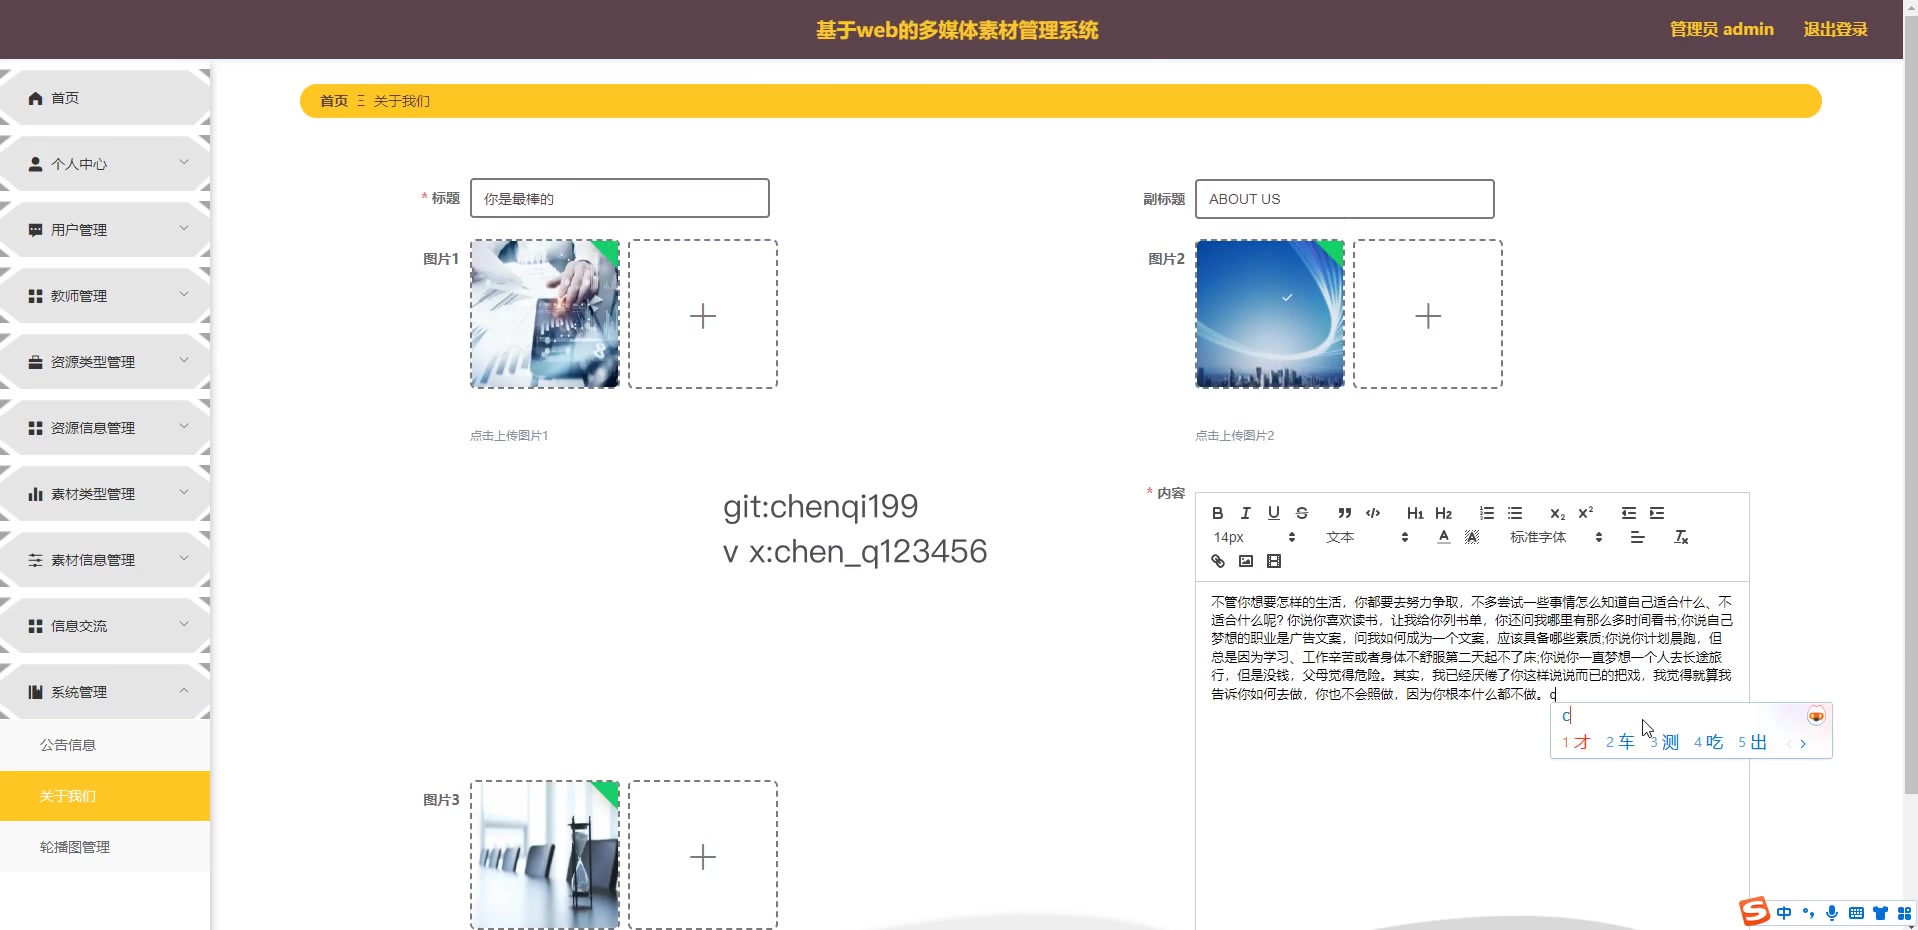 基于web的多媒体素材管理系统
管理员 admin
退出登录
首页
个人中心
用户管理
教师管理
资源类型管理
资源信息管理
素材类型管理
素材信息管理
信息交流
系统管理
公告信息
关于我们
轮播图管理
首页 Ξ 关于我们
* 标题
你是最棒的
副标题
ABOUT US
图片1
点击上传图片1
图片2
点击上传图片2
git:chenqi199
v x:chen_q123456
* 内容
B I U S ” </> H1 H2 x₂ x²
14px
文本
A
标准字体
不管你想要怎样的生活，你都要去努力争取，不多尝试一些事情怎么知道自己适合什么、不
适合什么呢? 你说你喜欢读书，让我给你列书单，你还问我哪里有那么多时间看书;你说自己
梦想的职业是广告文案，问我如何成为一个文案，应该具备哪些素质;你说你计划晨跑，但
总是因为学习、工作辛苦或者身体不舒服第二天起不了床;你说你一直梦想一个人去长途旅
行，但是没钱，父母觉得危险。其实，我已经厌倦了你这样说说而已的把戏，我觉得就算我
告诉你如何去做，你也不会照做，因为你根本什么都不做。c
c
1 才 2 车 3 测 4 吃 5 出
图片3
中